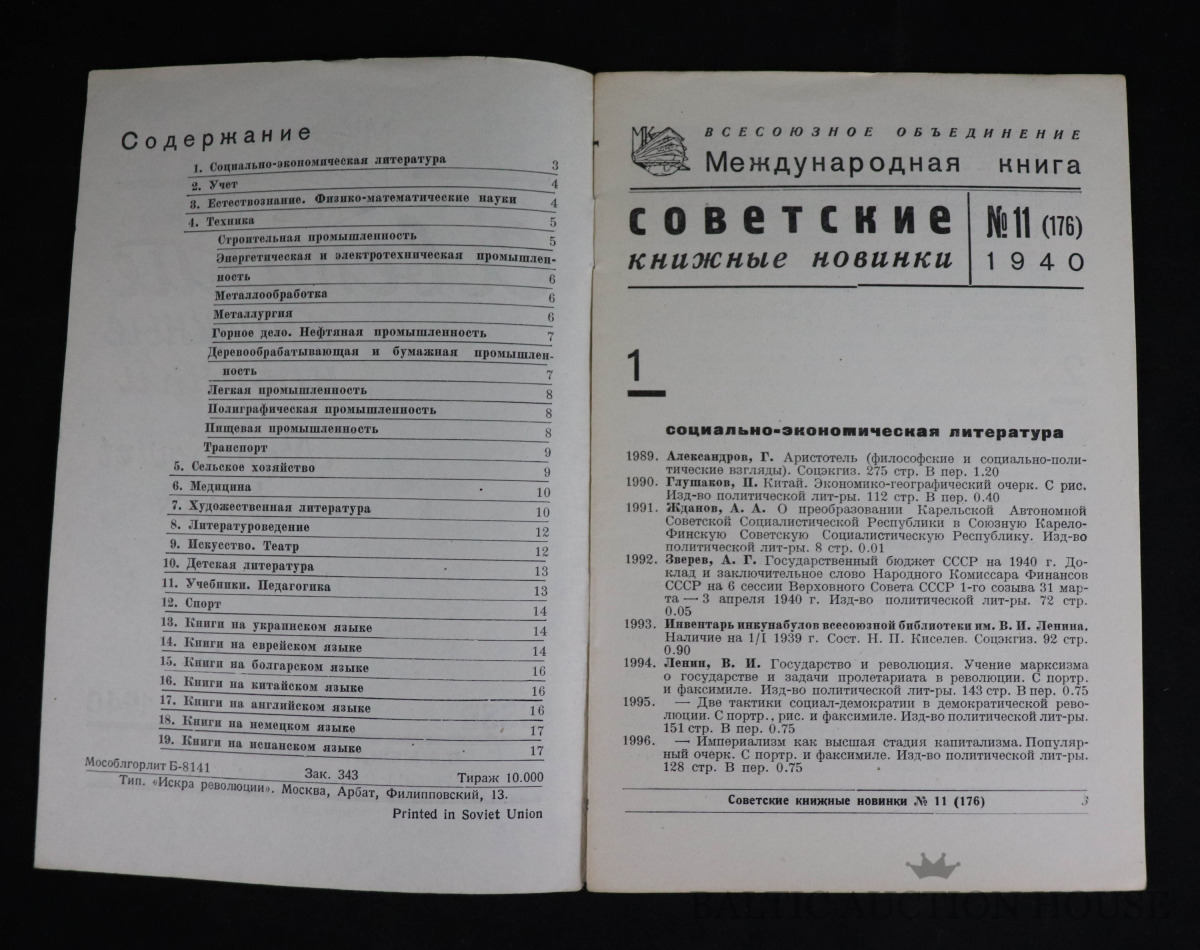 Содержание
1. Социально-экономическая литература 3
2. Учет 4
3. Естествознание. Физико-математические науки 4
4. Техника 5
Строительная промышленность 5
Энергетическая и электротехническая промышлен-
ность 6
Металлообработка 6
Металлургия 6
Горное дело. Нефтяная промышленность 7
Деревообрабатывающая и бумажная промышлен-
ность 7
Легкая промышленность 8
Полиграфическая промышленность 8
Пищевая промышленность 8
Транспорт 9
5. Сельское хозяйство 9
6. Медицина 10
7. Художественная литература 10
8. Литературоведение 12
9. Искусство. Театр 12
10. Детская литература 13
11. Учебники. Педагогика 13
12. Спорт 14
13. Книги на украинском языке 14
14. Книги на еврейском языке 14
15. Книги на болгарском языке 16
16. Книги на китайском языке 16
17. Книги на английском языке 16
18. Книги на немецком языке 17
19. Книги на испанском языке 17
Мособлгорлит Б-8141 Зак. 343 Тираж 10.000
Тип. «Искра революции». Москва, Арбат, Филипповский, 13.
Printed in Soviet Union
МК
ВСЕСОЮЗНОЕ ОБЪЕДИНЕНИЕ
Международная книга
СОВЕТСКИЕ
КНИЖНЫЕ НОВИНКИ
№ 11 (176)
1940
1
социально-экономическая литература
1989. Александров, Г. Аристотель (философские и социально-поли-
тические взгляды). Соцэкгиз. 275 стр. В пер. 1.20
1990. Глушаков, П. Китай. Экономико-географический очерк. С рис.
Изд-во политической лит-ры. 112 стр. В пер. 0.40
1991. Жданов, А. А. О преобразовании Карельской Автономной
Советской Социалистической Республики в Союзную Карело-
Финскую Советскую Социалистическую Республику. Изд-во
политической лит-ры. 8 стр. 0.01
1992. Зверев, А. Г. Государственный бюджет СССР на 1940 г. До-
клад и заключительное слово Народного Комиссара Финансов
СССР на 6 сессии Верховного Совета СССР 1-го созыва 31 мар-
та — 3 апреля 1940 г. Изд-во политической лит-ры. 72 стр.
0.05
1993. Инвентарь инкунабулов всесоюзной библиотеки им. В. И. Ленина.
Наличие на 1/I 1939 г. Сост. Н. П. Киселев. Соцэкгиз. 92 стр.
0.90
1994. Ленин, В. И. Государство и революция. Учение марксизма
о государстве и задачи пролетариата в революции. С портр.
и факсимиле. Изд-во политической лит-ры. 143 стр. В пер. 0.75
1995. — Две тактики социал-демократии в демократической рево-
люции. С портр., рис. и факсимиле. Изд-во политической лит-ры.
151 стр. В пер. 0.75
1996. — Империализм как высшая стадия капитализма. Популяр-
ный очерк. С портр. и факсимиле. Изд-во политической лит-ры.
128 стр. В пер. 0.75
Советские книжные новинки № 11 (176) 3
BALTIC AUCTION HOUSE